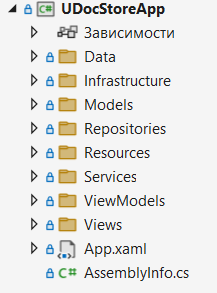 UDocStoreApp
Зависимости
Data
Infrastructure
Models
Repositories
Resources
Services
ViewModels
Views
App.xaml
C# AssemblyInfo.cs